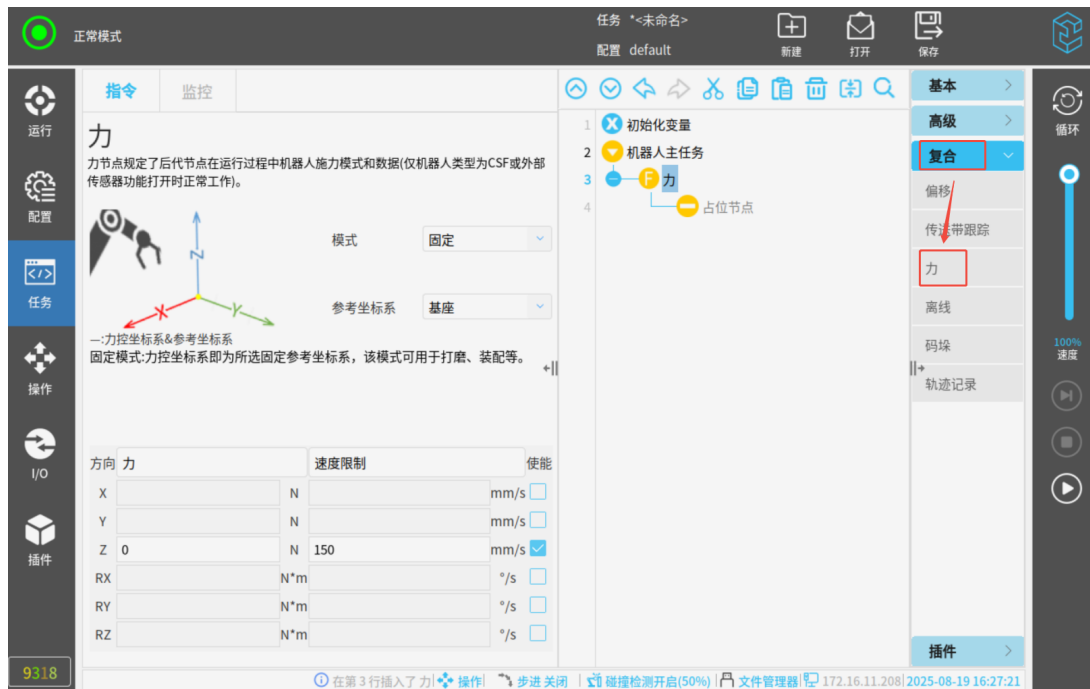 正常模式
任务 *<未命名>
配置 default
新建
打开
保存
运行
配置
任务
操作
I/O
插件
9318
指令
监控
力
力节点规定了后代节点在运行过程中机器人施力模式和数据(仅机器人类型为CSF或外部
传感器功能打开时正常工作)。
Z
X
Y
模式 固定
参考坐标系 基座
—:力控坐标系&参考坐标系
固定模式:力控坐标系即为所选固定参考坐标系，该模式可用于打磨、装配等。
方向 力 速度限制 使能
X N mm/s
Y N mm/s
Z 0 N 150 mm/s
RX N*m °/s
RY N*m °/s
RZ N*m °/s
1 初始化变量
2 机器人主任务
3 F 力
4 占位节点
基本
高级
复合
偏移
传送带跟踪
力
离线
码垛
轨迹记录
插件
循环
100%
速度
在第 3 行插入了 力 操作 步进 关闭 碰撞检测开启(50%) 文件管理器 172.16.11.208 2025-08-19 16:27:21